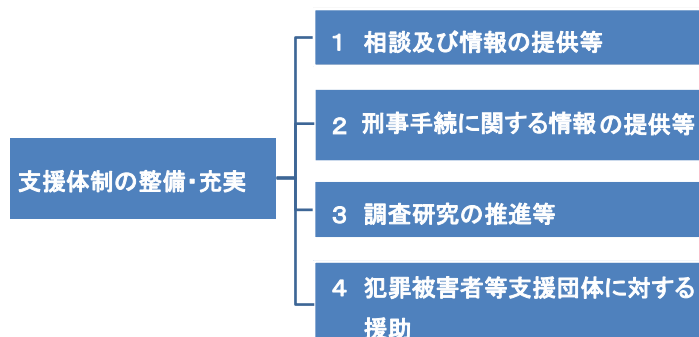 支援体制の整備・充実
1 相談及び情報の提供等
2 刑事手続に関する情報の提供等
3 調査研究の推進等
4 犯罪被害者等支援団体に対する
援助